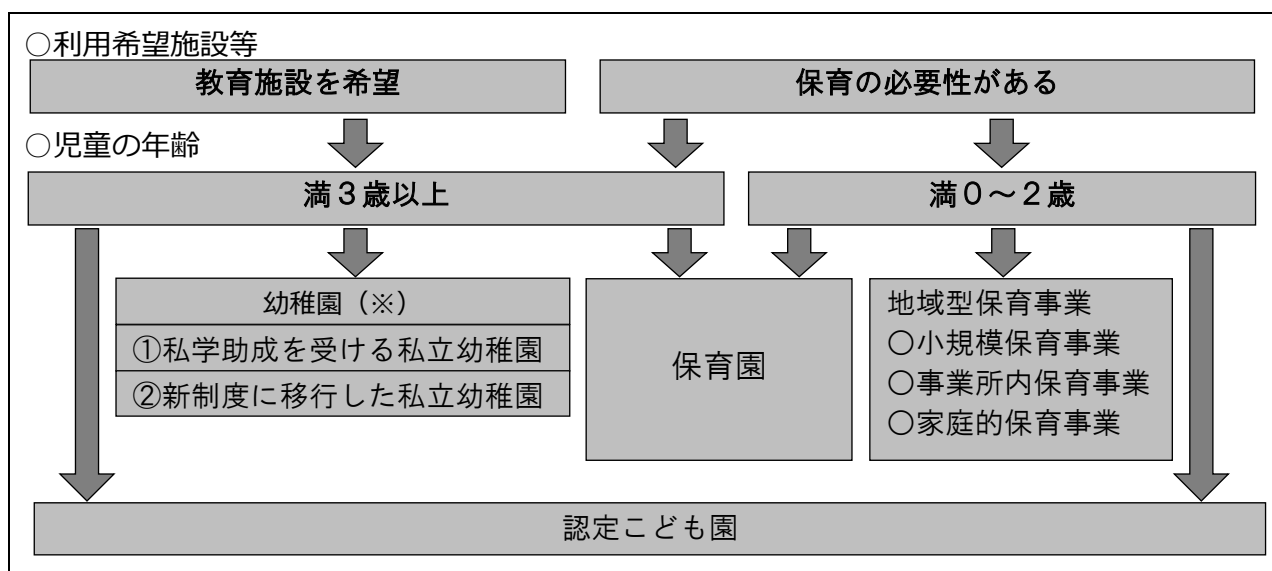 ○利用希望施設等
教育施設を希望
保育の必要性がある
○児童の年齢
満３歳以上
満０～２歳
幼稚園（※）
①私学助成を受ける私立幼稚園
②新制度に移行した私立幼稚園
保育園
地域型保育事業
○小規模保育事業
○事業所内保育事業
○家庭的保育事業
認定こども園